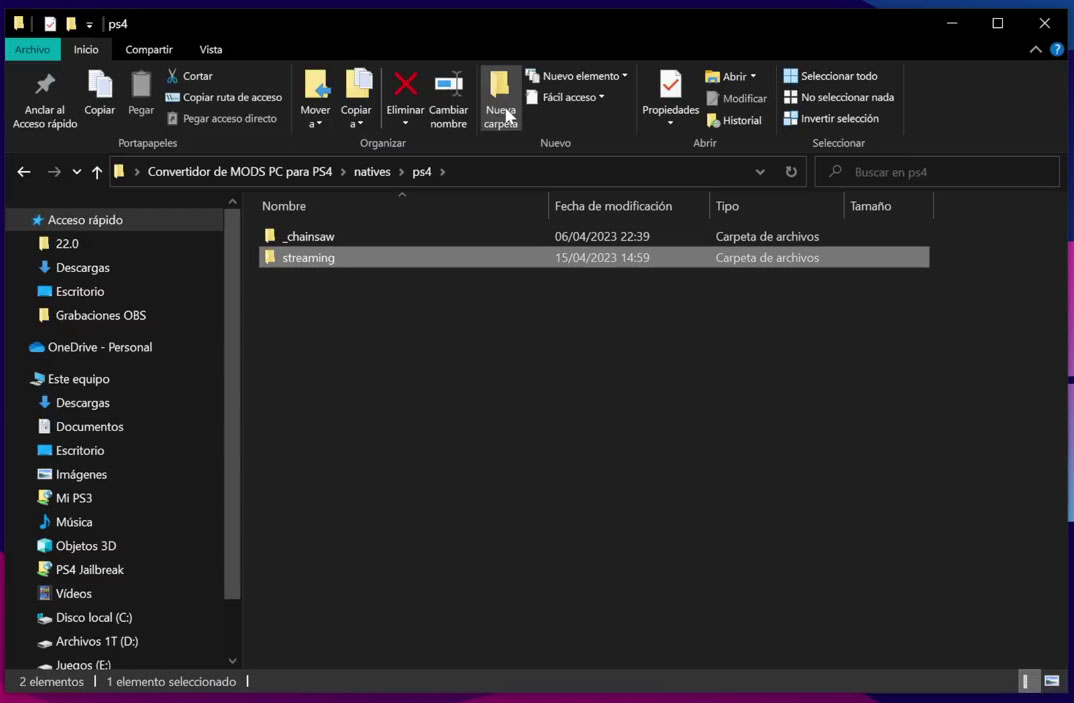 ps4
Archivo Inicio Compartir Vista
Anclar al
Acceso rápido
Copiar
Pegar
Cortar
Copiar ruta de acceso
Pegar acceso directo
Portapapeles
Mover
a
Copiar
a
Eliminar
Cambiar
nombre
Organizar
Nueva
carpeta
Nuevo elemento
Fácil acceso
Nuevo
Propiedades
Abrir
Modificar
Historial
Abrir
Seleccionar todo
No seleccionar nada
Invertir selección
Seleccionar
Convertidor de MODS PC para PS4 natives ps4
Buscar en ps4
Acceso rápido
22.0
Descargas
Escritorio
Grabaciones OBS
OneDrive - Personal
Este equipo
Descargas
Documentos
Escritorio
Imágenes
Mi PS3
Música
Objetos 3D
PS4 Jailbreak
Vídeos
Disco local (C:)
Archivos 1T (D:)
Juegos (E:)
Nombre Fecha de modificación Tipo Tamaño
_chainsaw 06/04/2023 22:39 Carpeta de archivos
streaming 15/04/2023 14:59 Carpeta de archivos
2 elementos 1 elemento seleccionado